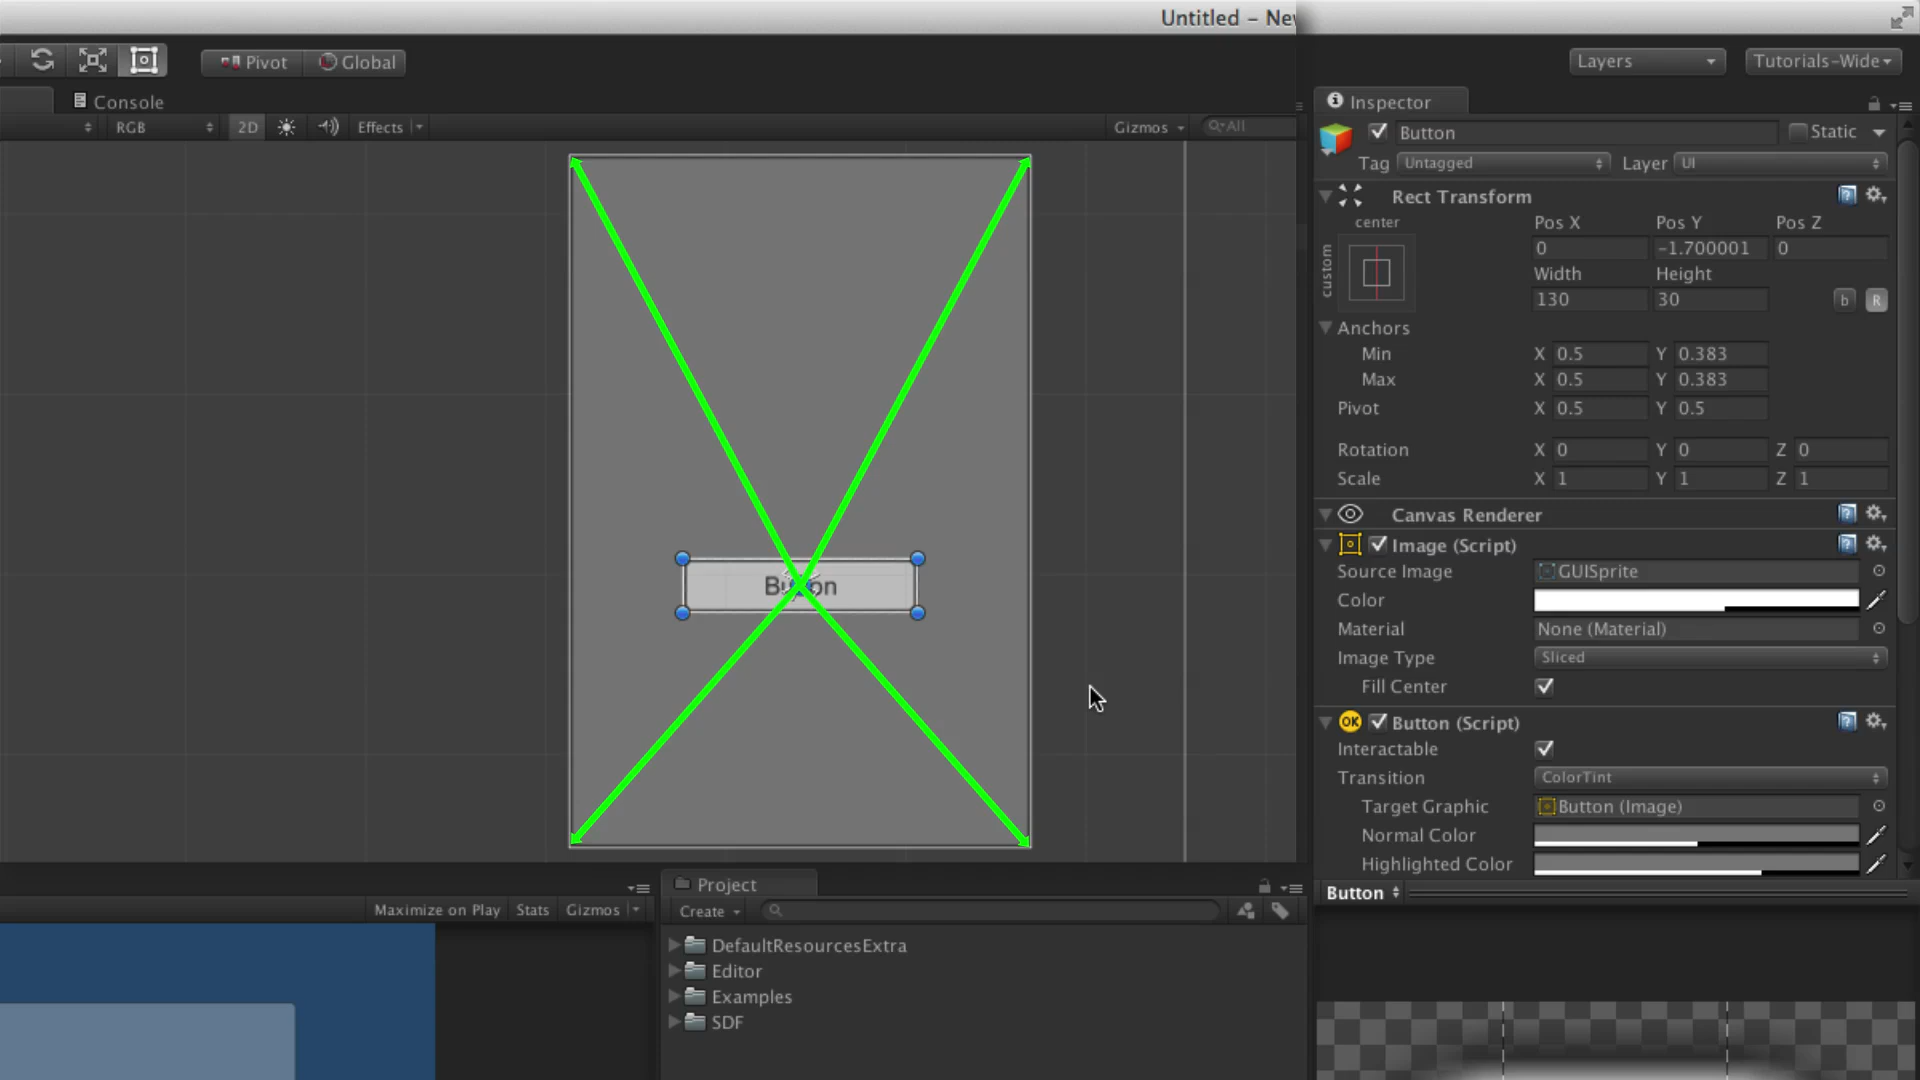 Untitled – Nev
Pivot Global
Layers Tutorials-Wide
Console
Inspector
RGB 2D Effects Gizmos All
Button Static
Tag Untagged Layer UI
Rect Transform
center Pos X Pos Y Pos Z
custom 0 -1.700001 0
Width Height
130 30 b R
Anchors
Min X 0.5 Y 0.383
Max X 0.5 Y 0.383
Pivot X 0.5 Y 0.5
Rotation X 0 Y 0 Z 0
Scale X 1 Y 1 Z 1
Canvas Renderer
Image (Script)
Source Image GUISprite
Button
Color
Material None (Material)
Image Type Sliced
Fill Center
OK Button (Script)
Interactable
Transition ColorTint
Target Graphic Button (Image)
Normal Color
Highlighted Color
Project
Button
Maximize on Play Stats Gizmos
Create
DefaultResourcesExtra
Editor
Examples
SDF